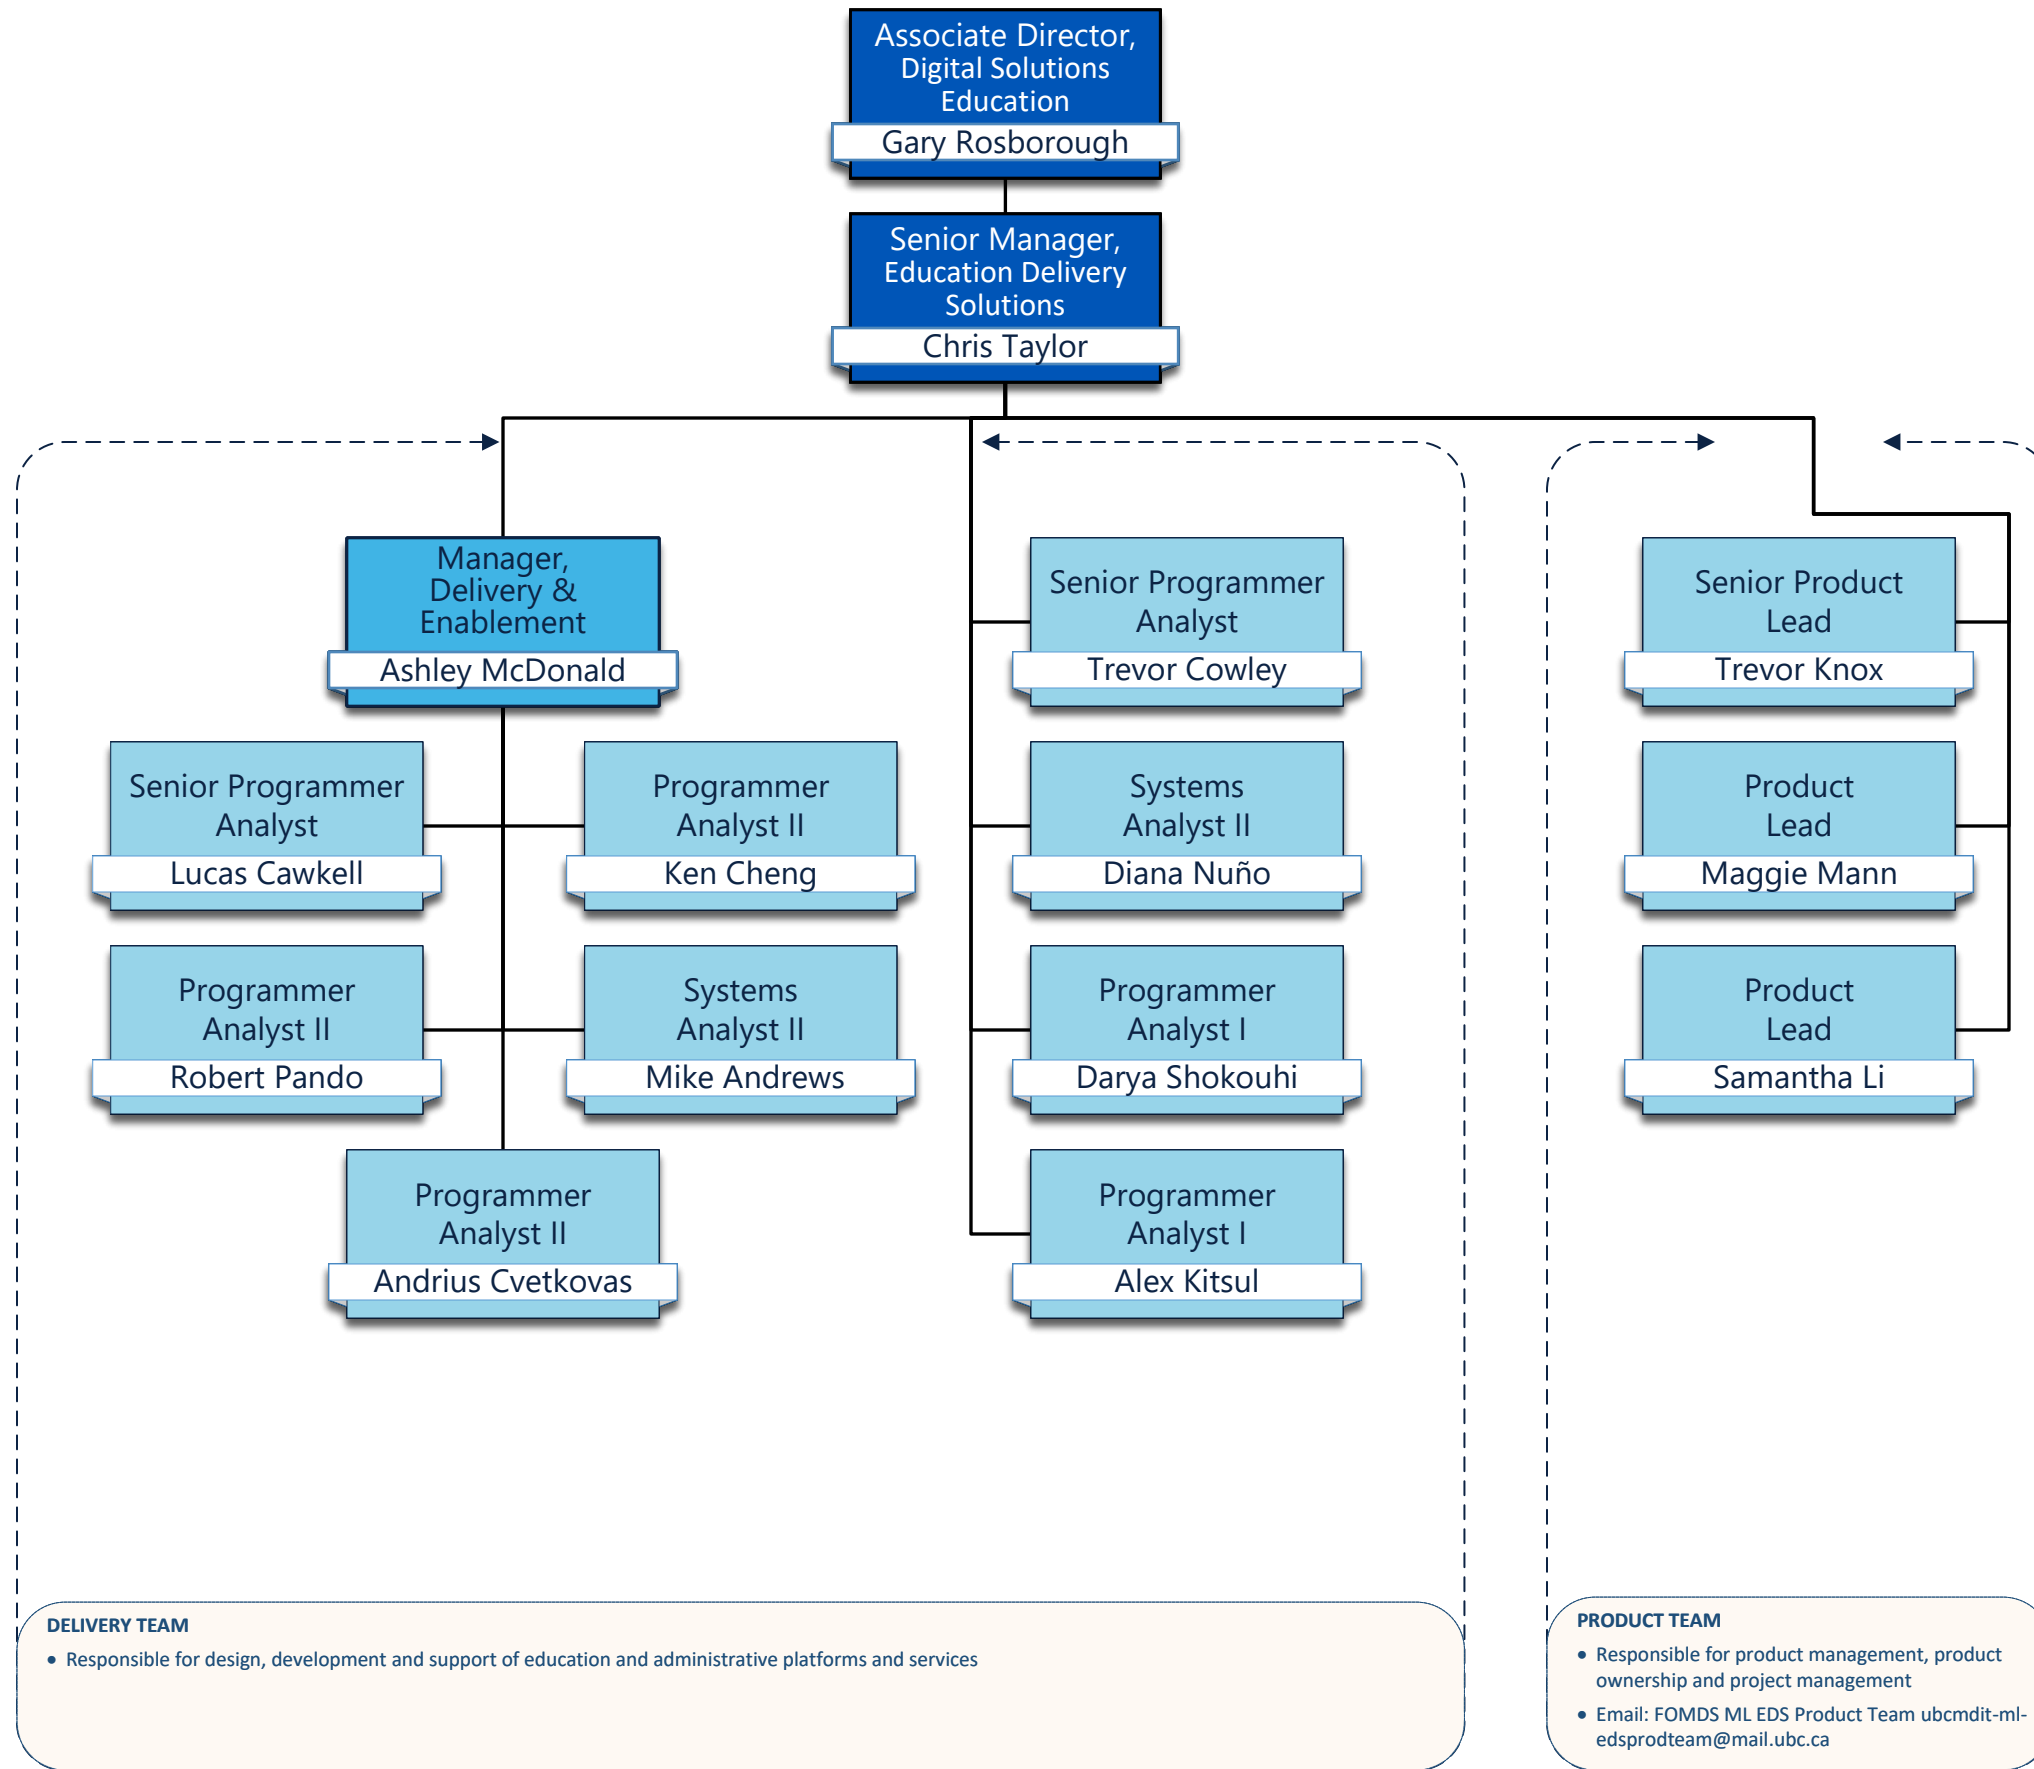 Associate Director,
Digital Solutions
Education
Gary Rosborough
Senior Manager,
Education Delivery
Solutions
Chris Taylor
Manager,
Delivery &
Enablement
Ashley McDonald
Senior Programmer
Analyst
Lucas Cawkell
Programmer
Analyst II
Ken Cheng
Programmer
Analyst II
Robert Pando
Systems
Analyst II
Mike Andrews
Programmer
Analyst II
Andrius Cvetkovas
Senior Programmer
Analyst
Trevor Cowley
Systems
Analyst II
Diana Nuño
Programmer
Analyst I
Darya Shokouhi
Programmer
Analyst I
Alex Kitsul
Senior Product
Lead
Trevor Knox
Product
Lead
Maggie Mann
Product
Lead
Samantha Li
DELIVERY TEAM
• Responsible for design, development and support of education and administrative platforms and services
PRODUCT TEAM
• Responsible for product management, product
ownership and project management
• Email: FOMDS ML EDS Product Team ubcmdit-ml-
edsprodteam@mail.ubc.ca